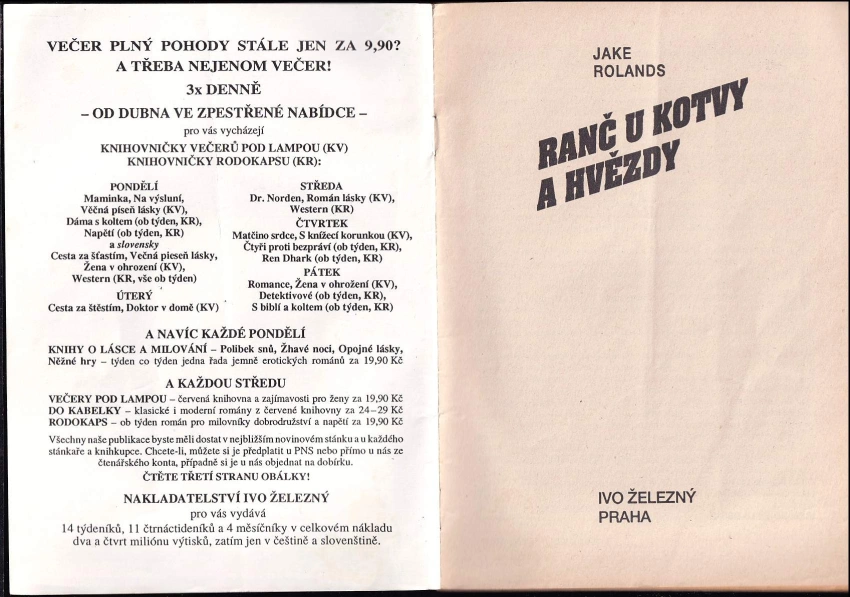 VEČER PLNÝ POHODY STÁLE JEN ZA 9,90?
A TŘEBA NEJENOM VEČER!
3x DENNĚ
– OD DUBNA VE ZPESTŘENÉ NABÍDCE –
pro vás vycházejí
KNIHOVNIČKY VEČERŮ POD LAMPOU (KV)
KNIHOVNIČKY RODOKAPSU (KR):
PONDĚLÍ
Maminka, Na výsluní,
Věčná píseň lásky (KV),
Dáma s koltem (ob týden, KR),
Napětí (ob týden, KR)
a slovensky
Cesta za šťastím, Večná pieseň lásky,
Žena v ohrození (KV),
Western (KR, vše ob týden)
ÚTERÝ
Cesta za štěstím, Doktor v domě (KV)
STŘEDA
Dr. Norden, Román lásky (KV),
Western (KR)
ČTVRTEK
Matčino srdce, S knížecí korunkou (KV),
Čtyři proti bezpráví (ob týden, KR),
Ren Dhark (ob týden, KR)
PÁTEK
Romance, Žena v ohrožení (KV),
Detektivové (ob týden, KR),
S biblí a koltem (ob týden, KR)
A NAVÍC KAŽDÉ PONDĚLÍ
KNIHY O LÁSCE A MILOVÁNÍ – Polibek snů, Žhavé noci, Opojné lásky,
Něžné hry – týden co týden jedna řada jemně erotických románů za 19,90 Kč
A KAŽDOU STŘEDU
VEČERY POD LAMPOU – červená knihovna a zajímavosti pro ženy za 19,90 Kč
DO KABELKY – klasické i moderní romány z červené knihovny za 24–29 Kč
RODOKAPS – ob týden román pro milovníky dobrodružství a napětí za 19,90 Kč
Všechny naše publikace byste měli dostat v nejbližším novinovém stánku a u každého
stánkaře a knihkupce. Chcete-li, můžete si je předplatit u PNS nebo přímo u nás ze
čtenářského konta, případně si je u nás objednat na dobírku.
ČTĚTE TŘETÍ STRANU OBÁLKY!
NAKLADATELSTVÍ IVO ŽELEZNÝ
pro vás vydává
14 týdeníků, 11 čtrnáctideníků a 4 měsíčníky v celkovém nákladu
dva a čtvrt miliónu výtisků, zatím jen v češtině a slovenštině.
JAKE
ROLANDS
RANČ U KOTVY
A HVĚZDY
IVO ŽELEZNÝ
PRAHA